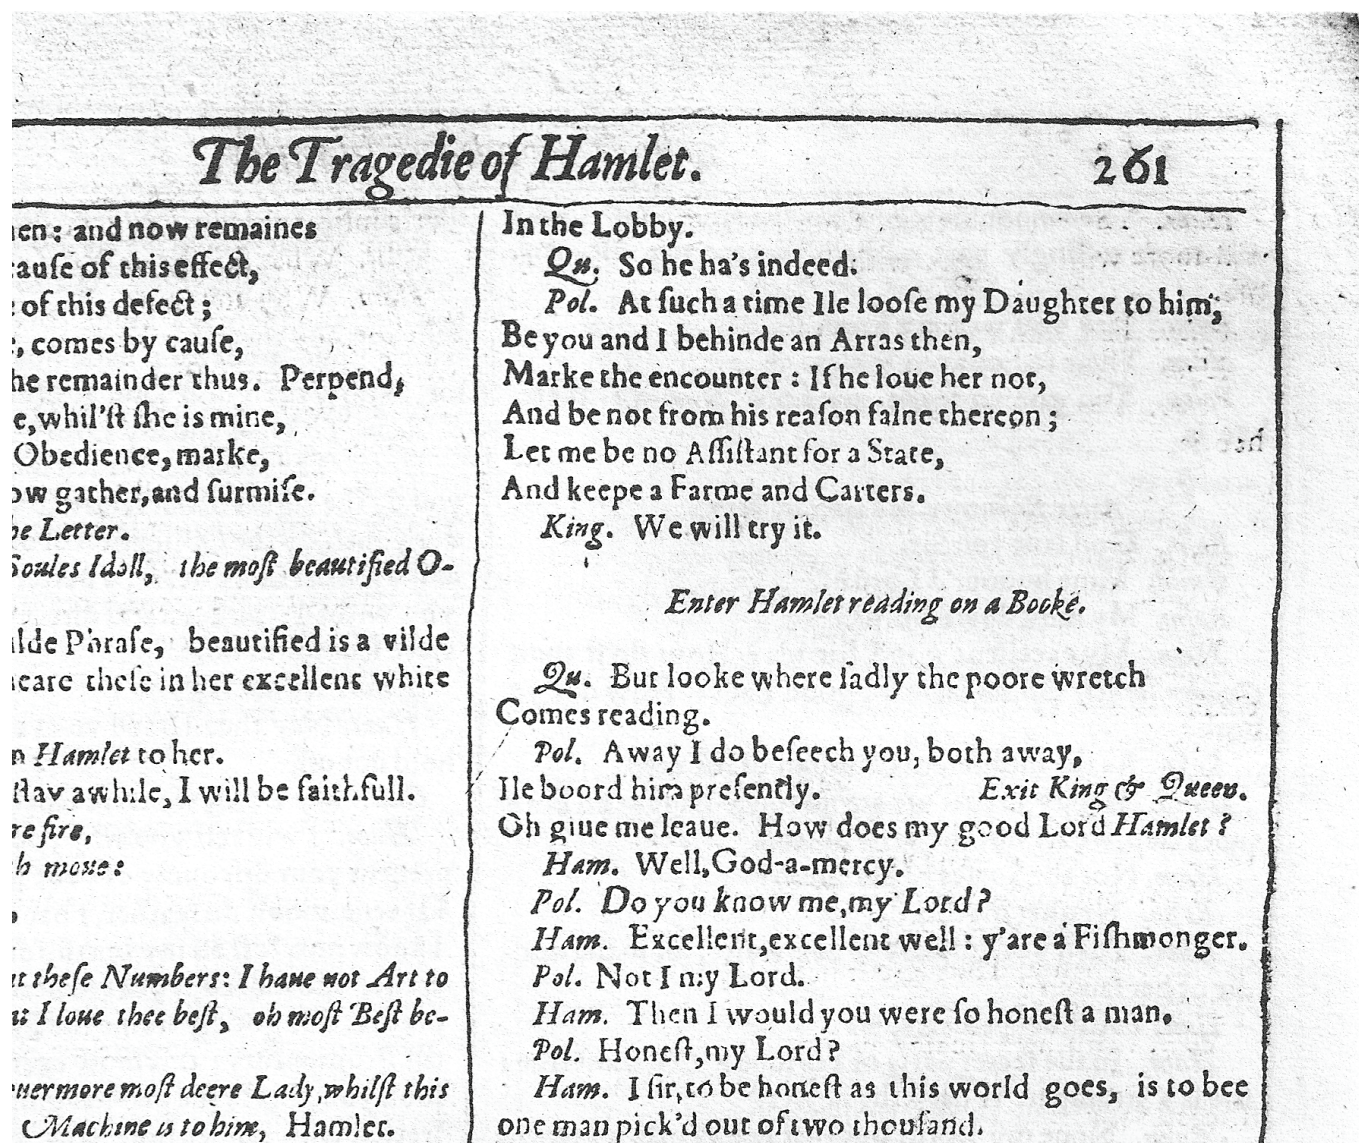 The Tragedie of Hamlet. 261
and now remaines
of this effect,
of this defect;
comes by cause,
remainder thus. Perpend,
whil'st she is mine,
Obedience, marke,
gather, and surmise.
Letter.
Soules Idoll, the most beautified O-
Phrase, beautified is a vilde
these in her excellent white
Hamlet to her.
stay awhile, I will be faithfull.
fire,
moue:
these Numbers: I haue not Art to
I loue thee best, oh most Best be-
most deere Lady, whilst this
Machine is to him, Hamlet.
In the Lobby.
Qu. So he ha's indeed.
Pol. At such a time Ile loose my Daughter to him,
Be you and I behinde an Arras then,
Marke the encounter: If he loue her not,
And be not from his reason falne thereon;
Let me be no Assistant for a State,
And keepe a Farme and Carters.
King. We will try it.
Enter Hamlet reading on a Booke.
Qu. But looke where sadly the poore wretch
Comes reading.
Pol. Away I do beseech you, both away,
Ile boord him presently. Exit King & Queen.
Oh giue me leaue. How does my good Lord Hamlet?
Ham. Well, God-a-mercy.
Pol. Do you know me, my Lord?
Ham. Excellent, excellent well: y'are a Fishmonger.
Pol. Not I my Lord.
Ham. Then I would you were so honest a man.
Pol. Honest, my Lord?
Ham. I sir, to be honest as this world goes, is to bee
one man pick'd out of two thousand.